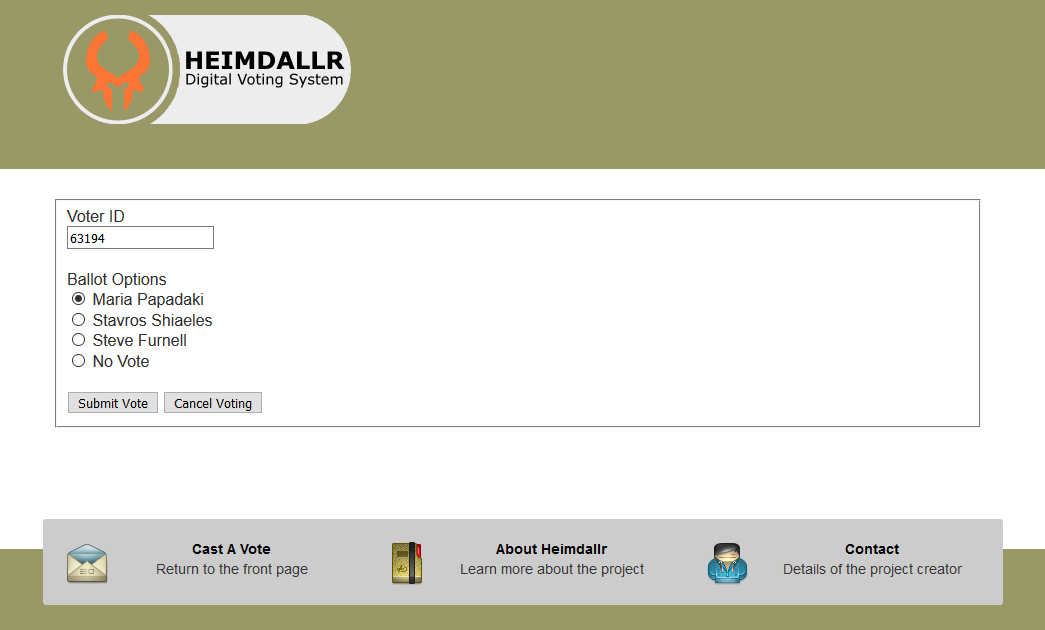 HEIMDALLR
Digital Voting System
Voter ID
63194
Ballot Options
Maria Papadaki
Stavros Shiaeles
Steve Furnell
No Vote
Submit Vote Cancel Voting
Cast A Vote
Return to the front page
About Heimdallr
Learn more about the project
Contact
Details of the project creator